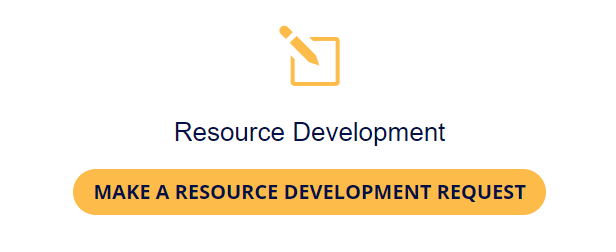 Resource Development
MAKE A RESOURCE DEVELOPMENT REQUEST